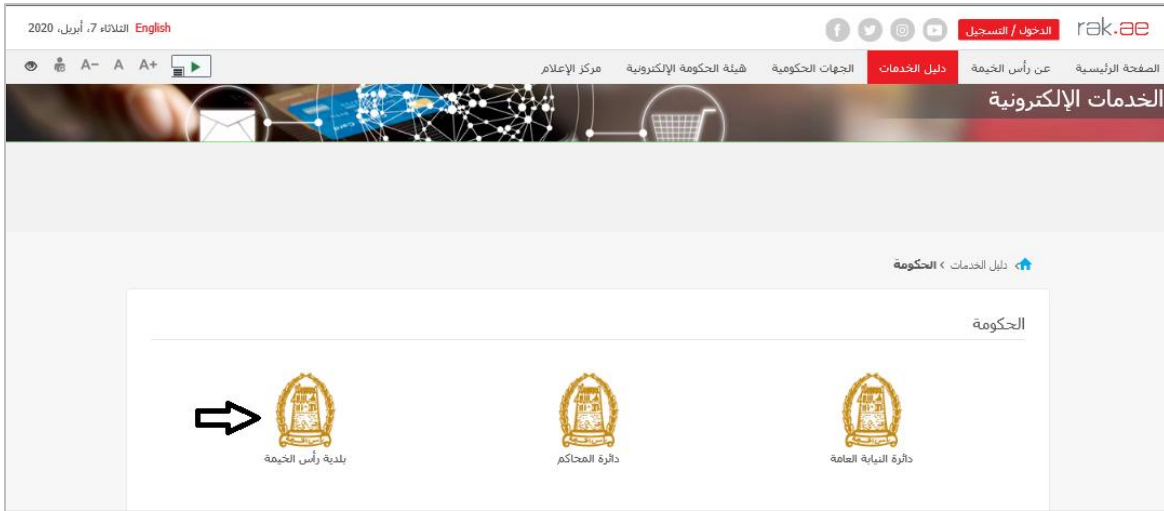 rak.ae
الدخول / التسجيل
English الثلاثاء 7، أبريل، 2020
الصفحة الرئيسية
عن رأس الخيمة
دليل الخدمات
الجهات الحكومية
هيئة الحكومة الإلكترونية
مركز الإعلام
A+ A A-
الخدمات الإلكترونية
دليل الخدمات > الحكومة
الحكومة
دائرة النيابة العامة
دائرة المحاكم
بلدية رأس الخيمة